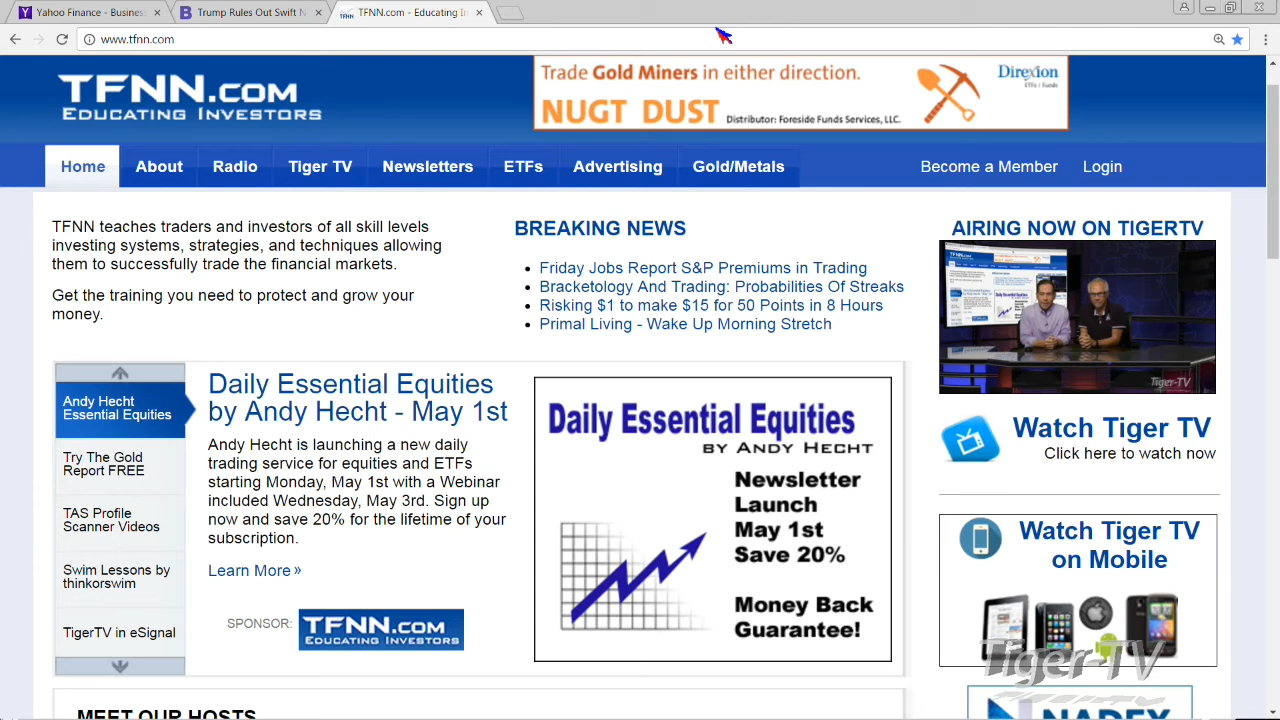 Yahoo Finance - Busines
Trump Rules Out Swift N
TFNN.com - Educating In
www.tfnn.com
TFNN.COM
EDUCATING INVESTORS
Trade Gold Miners in either direction.
NUGT DUST
Distributor: Foreside Funds Services, LLC.
Direxion
ETFs / Funds
Home
About
Radio
Tiger TV
Newsletters
ETFs
Advertising
Gold/Metals
Become a Member
Login
TFNN teaches traders and investors of all skill levels
investing systems, strategies, and techniques allowing
them to successfully trade the financial markets.
Get the training you need to protect and grow your
money.
BREAKING NEWS
Friday Jobs Report S&P Premiums in Trading
Bracketology And Trading: Probabilities Of Streaks
Risking $1 to make $15 for 50 Points in 8 Hours
Primal Living - Wake Up Morning Stretch
AIRING NOW ON TIGERTV
Tiger-TV
Watch Tiger TV
Click here to watch now
Andy Hecht
Essential Equities
Try The Gold
Report FREE
TAS Profile
Scanner Videos
Swim Lessons by
thinkorswim
TigerTV in eSignal
Daily Essential Equities
by Andy Hecht - May 1st
Andy Hecht is launching a new daily
trading service for equities and ETFs
starting Monday, May 1st with a Webinar
included Wednesday, May 3rd. Sign up
now and save 20% for the lifetime of your
subscription.
Learn More »
SPONSOR:
TFNN.COM
EDUCATING INVESTORS
Daily Essential Equities
BY ANDY HECHT
Newsletter
Launch
May 1st
Save 20%
Money Back
Guarantee!
Watch Tiger TV
on Mobile
Tiger-TV
NADEX
MEET OUR HOSTS